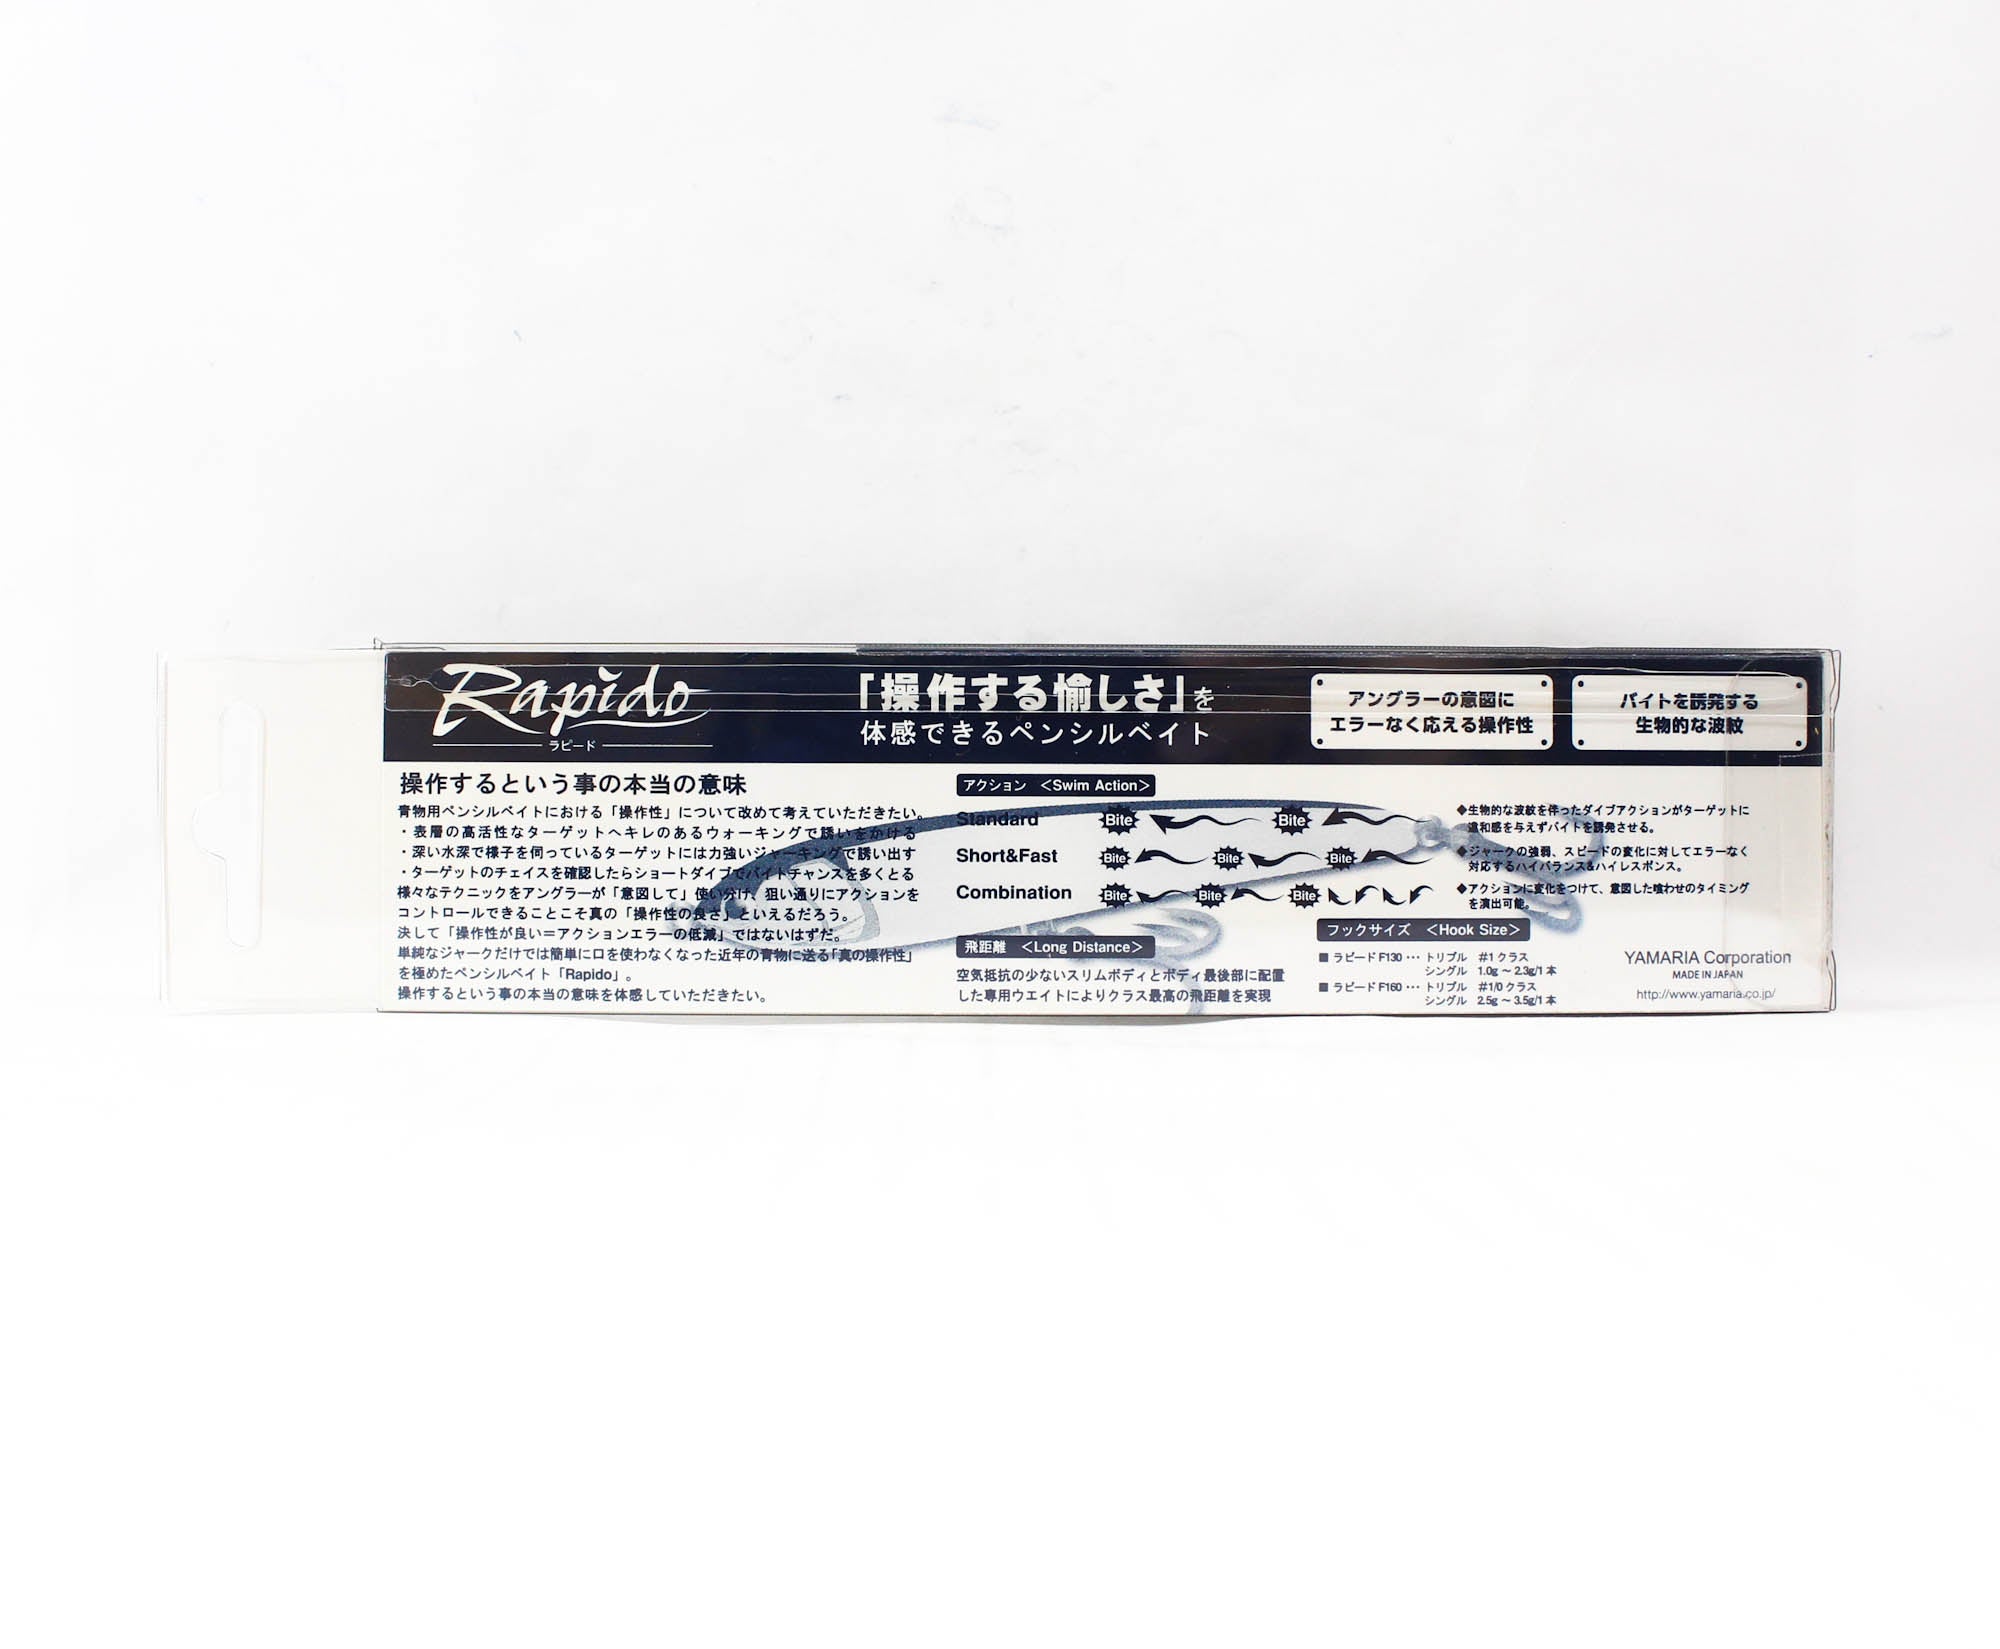 Rapido
ラピード
「操作する愉しさ」を
体感できるペンシルベイト
アングラーの意図に
エラーなく応える操作性
バイトを誘発する
生物的な波紋
操作するという事の本当の意味
青物用ペンシルベイトにおける「操作性」について改めて考えていただきたい。
・表層の高活性なターゲットへキレのあるウォーキングで誘いをかける
・深い水深で様子を伺っているターゲットには力強いジャーキングで誘い出す
・ターゲットのチェイスを確認したらショートダイブでバイトチャンスを多くとる
様々なテクニックをアングラーが「意図して」使い分け、狙い通りにアクションを
コントロールできることこそ真の「操作性の良さ」といえるだろう。
決して「操作性が良い＝アクションエラーの低減」ではないはずだ。
単純なジャークだけでは簡単に口を使わなくなった近年の青物に送る「真の操作性」
を極めたペンシルベイト「Rapido」。
操作するという事の本当の意味を体感していただきたい。
アクション ＜Swim Action＞
Standard Bite Bite
Short&Fast Bite Bite Bite
Combination Bite Bite Bite
◆生物的な波紋を伴ったダイブアクションがターゲットに
違和感を与えずバイトを誘発させる。
◆ジャークの強弱、スピードの変化に対してエラーなく
対応するハイバランス&ハイレスポンス。
◆アクションに変化をつけて、意図した喰わせのタイミング
を演出可能。
飛距離 ＜Long Distance＞
空気抵抗の少ないスリムボディとボディ最後部に配置
した専用ウエイトによりクラス最高の飛距離を実現
フックサイズ ＜Hook Size＞
■ ラピード F130 ･･･ トリプル #1 クラス
シングル 1.0g ～ 2.3g/1 本
■ ラピード F160 ･･･ トリプル #1/0 クラス
シングル 2.5g ～ 3.5g/1 本
YAMARIA Corporation
MADE IN JAPAN
http://www.yamaria.co.jp/